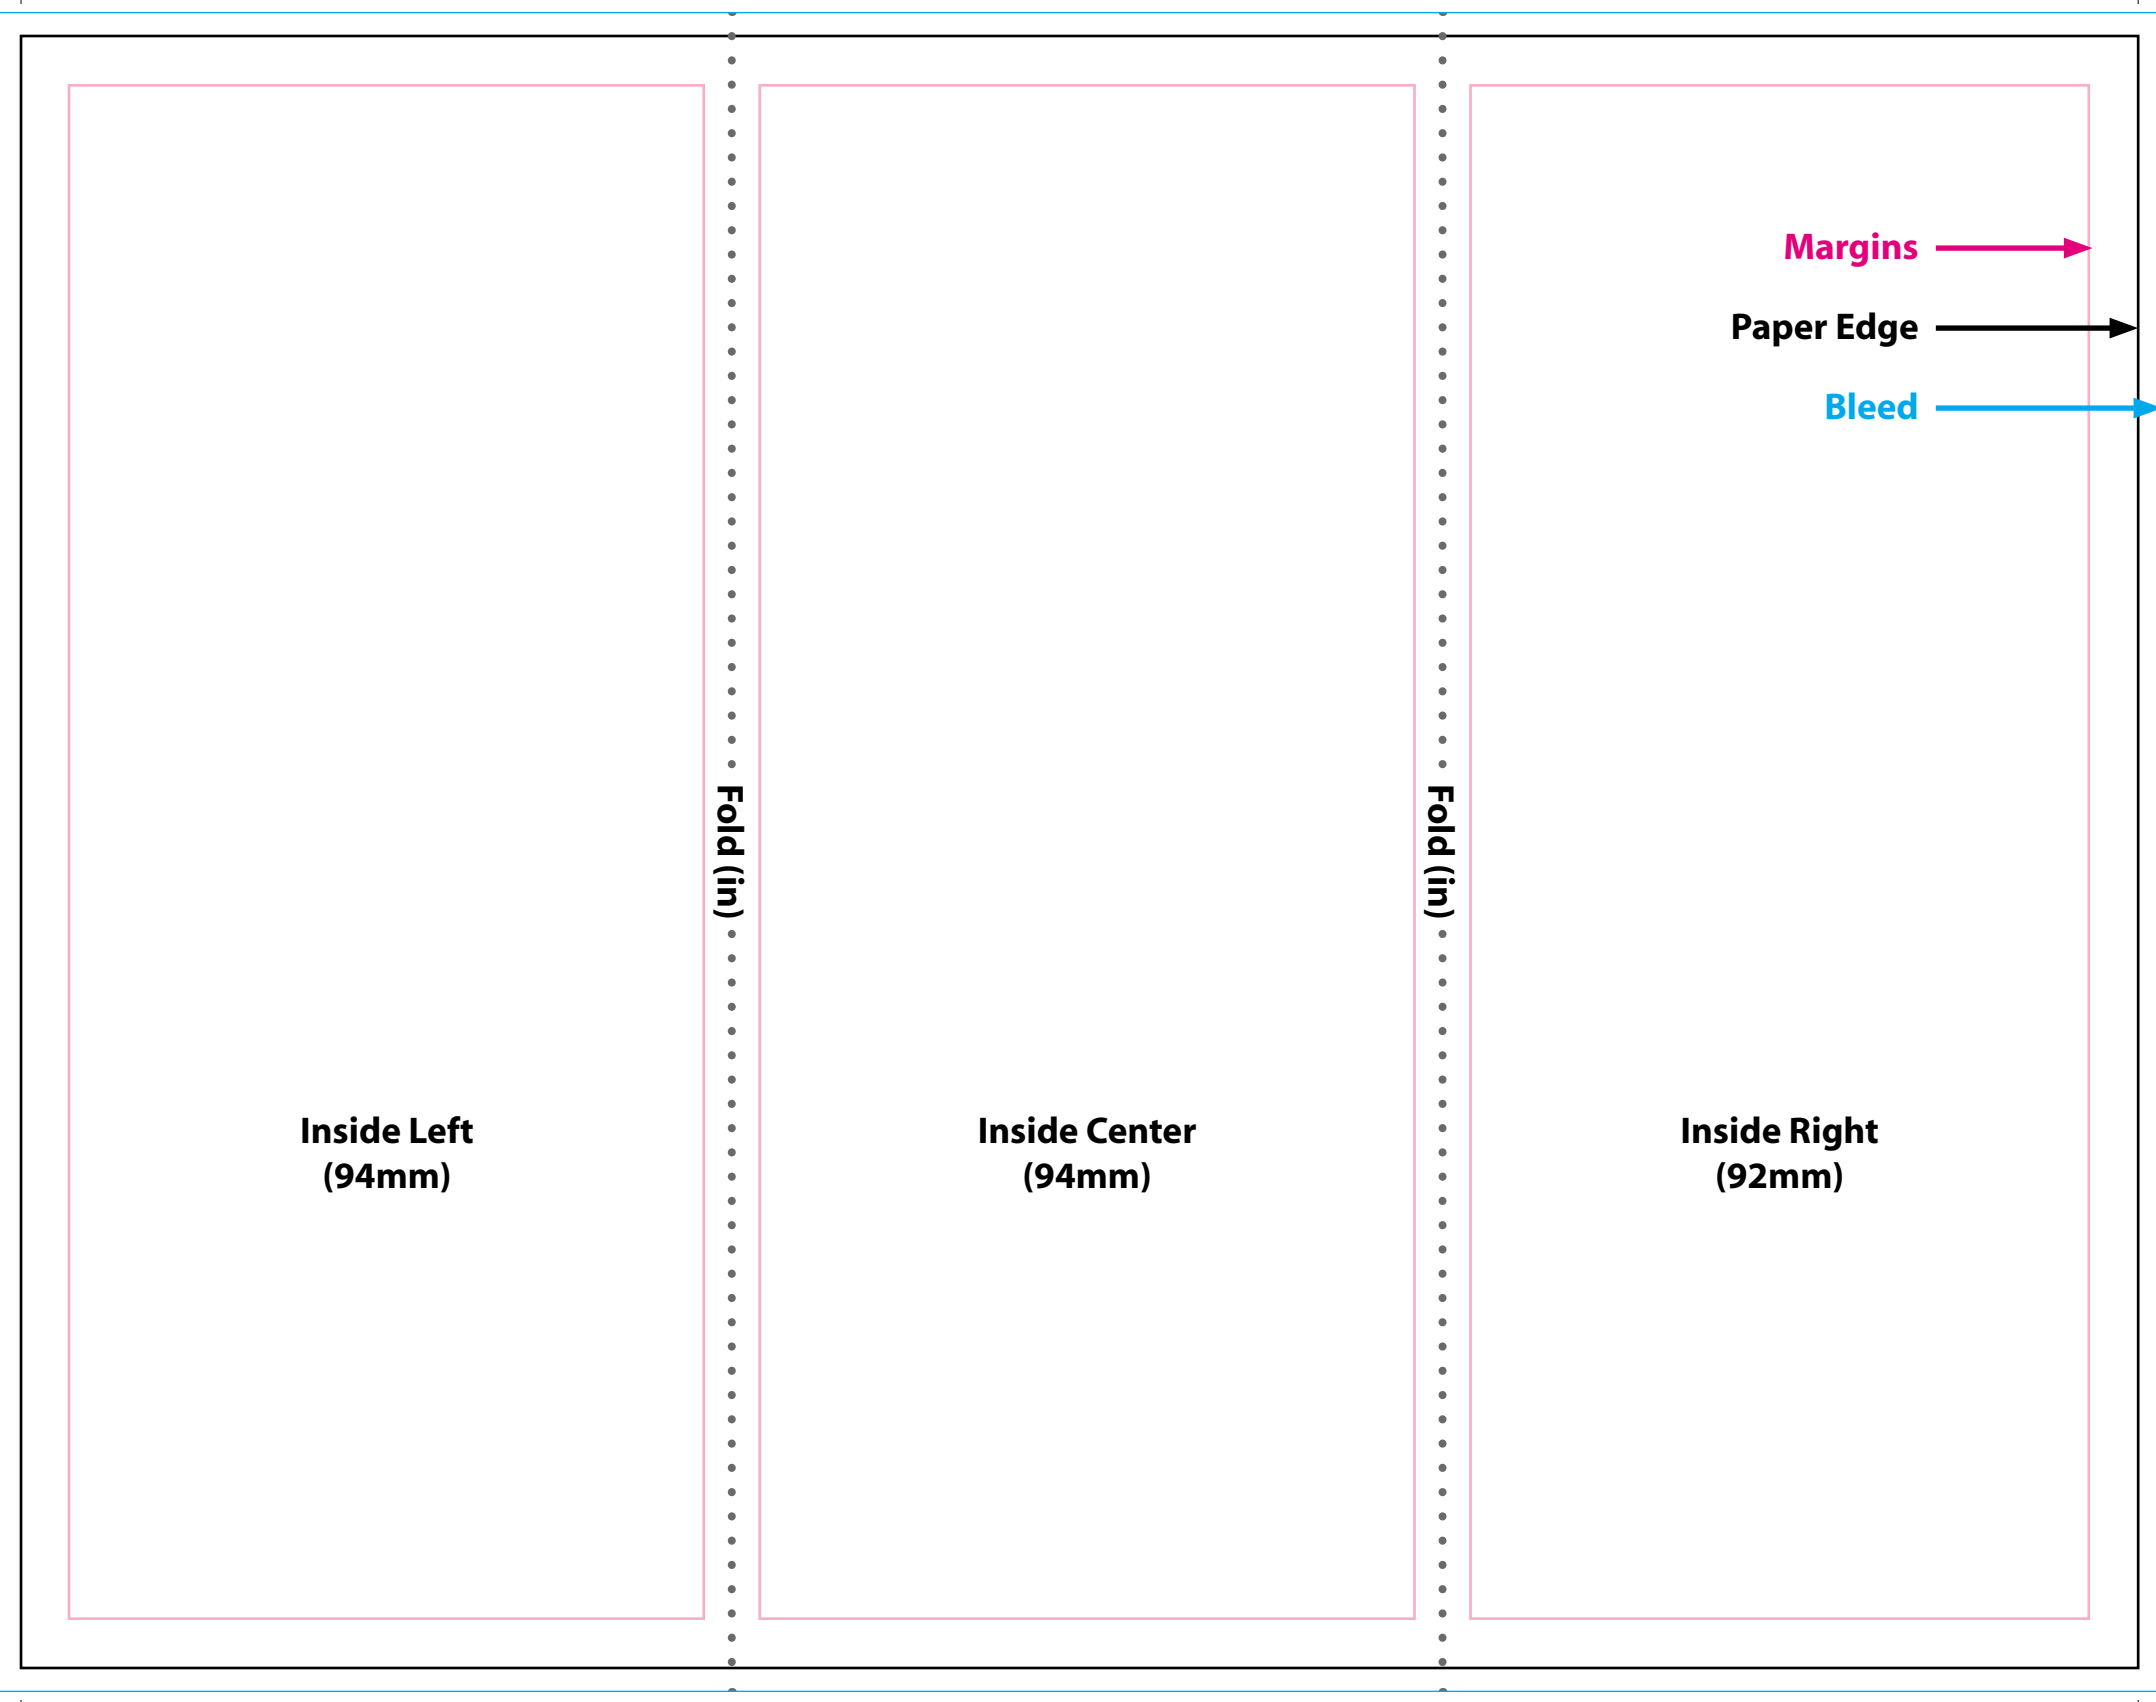 Margins
Paper Edge
Bleed
Fold (in)
Fold (in)
Inside Left
(94mm)
Inside Center
(94mm)
Inside Right
(92mm)